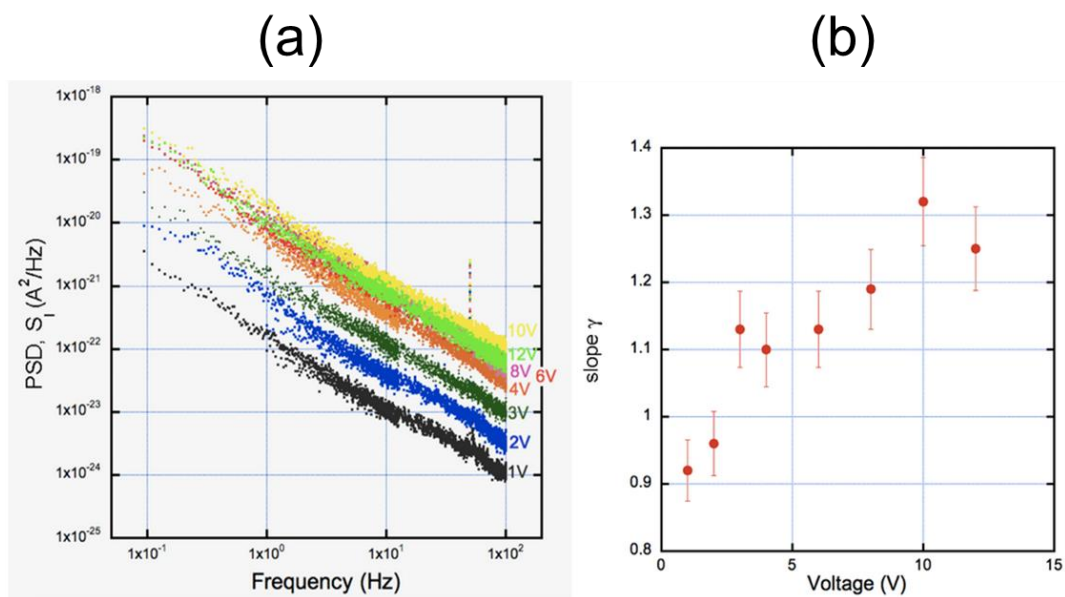 (a)
(b)
1x10⁻¹⁸
1x10⁻¹⁹
1x10⁻²⁰
1x10⁻²¹
1x10⁻²²
1x10⁻²³
1x10⁻²⁴
1x10⁻²⁵
PSD, S_I (A²/Hz)
10V
12V
8V 6V
4V
3V
2V
1V
1x10⁻¹ 1x10⁰ 1x10¹ 1x10²
Frequency (Hz)
1.4
1.3
1.2
1.1
1
0.9
0.8
slope γ
0 5 10 15
Voltage (V)